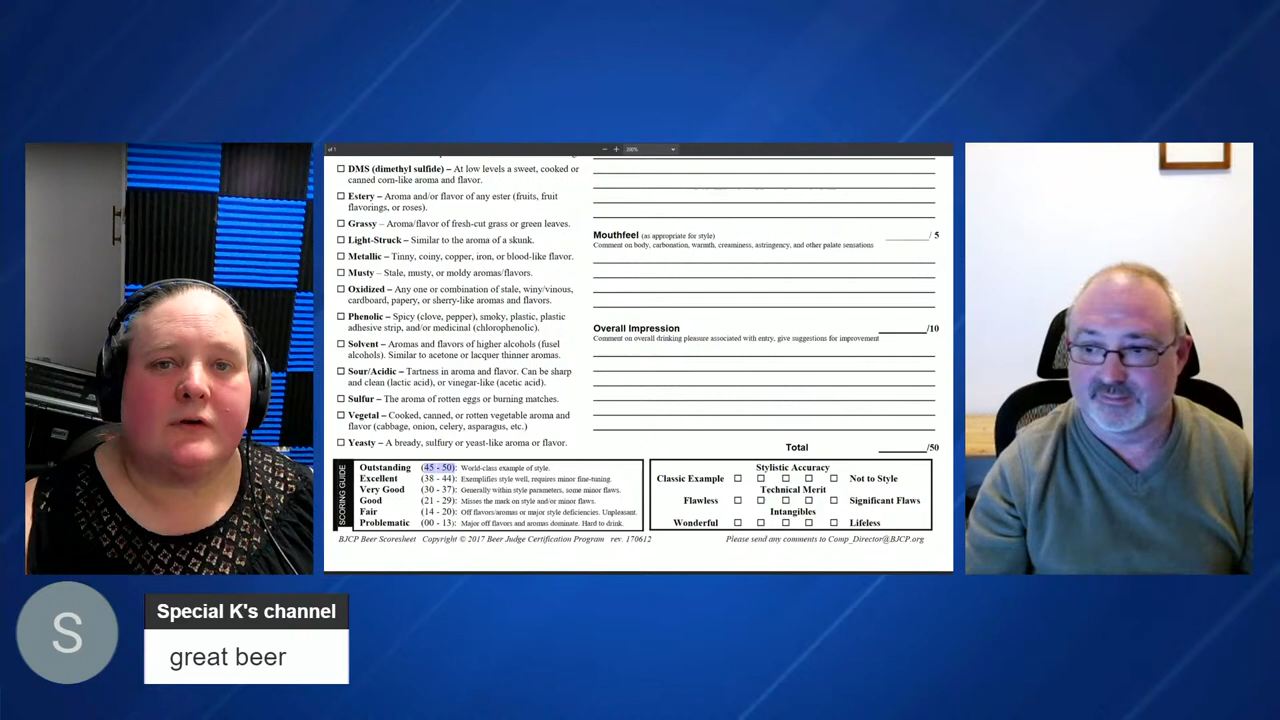 of 1
200%
DMS (dimethyl sulfide) – At low levels a sweet, cooked or
canned corn-like aroma and flavor.
Estery – Aroma and/or flavor of any ester (fruits, fruit
flavorings, or roses).
Grassy – Aroma/flavor of fresh-cut grass or green leaves.
Light-Struck – Similar to the aroma of a skunk.
Metallic – Tinny, coiny, copper, iron, or blood-like flavor.
Musty – Stale, musty, or moldy aromas/flavors.
Oxidized – Any one or combination of stale, winy/vinous,
cardboard, papery, or sherry-like aromas and flavors.
Phenolic – Spicy (clove, pepper), smoky, plastic, plastic
adhesive strip, and/or medicinal (chlorophenolic).
Solvent – Aromas and flavors of higher alcohols (fusel
alcohols). Similar to acetone or lacquer thinner aromas.
Sour/Acidic – Tartness in aroma and flavor. Can be sharp
and clean (lactic acid), or vinegar-like (acetic acid).
Sulfur – The aroma of rotten eggs or burning matches.
Vegetal – Cooked, canned, or rotten vegetable aroma and
flavor (cabbage, onion, celery, asparagus, etc.)
Yeasty – A bready, sulfury or yeast-like aroma or flavor.
Mouthfeel (as appropriate for style) / 5
Comment on body, carbonation, warmth, creaminess, astringency, and other palate sensations
Overall Impression /10
Comment on overall drinking pleasure associated with entry, give suggestions for improvement
Total /50
SCORING GUIDE
Outstanding (45 - 50): World-class example of style.
Excellent (38 - 44): Exemplifies style well, requires minor fine-tuning.
Very Good (30 - 37): Generally within style parameters, some minor flaws.
Good (21 - 29): Misses the mark on style and/or minor flaws.
Fair (14 - 20): Off flavors/aromas or major style deficiencies. Unpleasant.
Problematic (00 - 13): Major off flavors and aromas dominate. Hard to drink.
Stylistic Accuracy
Classic Example Not to Style
Technical Merit
Flawless Significant Flaws
Intangibles
Wonderful Lifeless
BJCP Beer Scoresheet Copyright © 2017 Beer Judge Certification Program rev. 170612
Please send any comments to Comp_Director@BJCP.org
S
Special K's channel
great beer